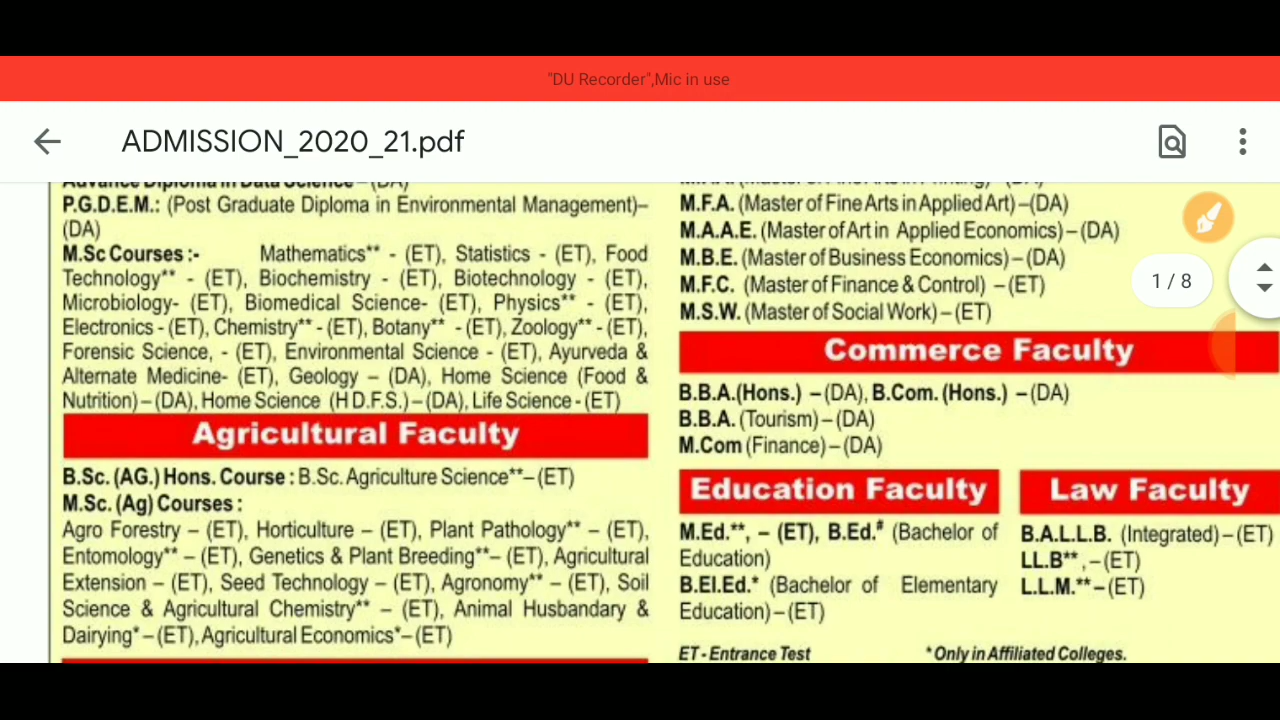 "DU Recorder",Mic in use
ADMISSION_2020_21.pdf
Advance Diploma in Data Science – (DA)
P.G.D.E.M.: (Post Graduate Diploma in Environmental Management)–
(DA)
M.Sc Courses :- Mathematics** - (ET), Statistics - (ET), Food
Technology** - (ET), Biochemistry - (ET), Biotechnology - (ET),
Microbiology- (ET), Biomedical Science- (ET), Physics** - (ET),
Electronics - (ET), Chemistry** - (ET), Botany** - (ET), Zoology** - (ET),
Forensic Science, - (ET), Environmental Science - (ET), Ayurveda &
Alternate Medicine- (ET), Geology – (DA), Home Science (Food &
Nutrition) – (DA), Home Science (H D.F.S.) – (DA), Life Science - (ET)
Agricultural Faculty
B.Sc. (AG.) Hons. Course : B.Sc. Agriculture Science** – (ET)
M.Sc. (Ag) Courses :
Agro Forestry – (ET), Horticulture – (ET), Plant Pathology** – (ET),
Entomology** – (ET), Genetics & Plant Breeding** – (ET), Agricultural
Extension – (ET), Seed Technology – (ET), Agronomy** – (ET), Soil
Science & Agricultural Chemistry** – (ET), Animal Husbandry &
Dairying* – (ET), Agricultural Economics* – (ET)
M.F.A. (Master of Fine Arts in Applied Art) – (DA)
M.A.A.E. (Master of Art in Applied Economics) – (DA)
M.B.E. (Master of Business Economics) – (DA)
M.F.C. (Master of Finance & Control) – (ET)
M.S.W. (Master of Social Work) – (ET)
1 / 8
Commerce Faculty
B.B.A.(Hons.) – (DA), B.Com. (Hons.) – (DA)
B.B.A. (Tourism) – (DA)
M.Com (Finance) – (DA)
Education Faculty
M.Ed.**, – (ET), B.Ed.# (Bachelor of
Education)
B.El.Ed.* (Bachelor of Elementary
Education) – (ET)
Law Faculty
B.A.L.L.B. (Integrated) – (ET)
LL.B** , – (ET)
L.L.M.** – (ET)
ET - Entrance Test
* Only in Affiliated Colleges.